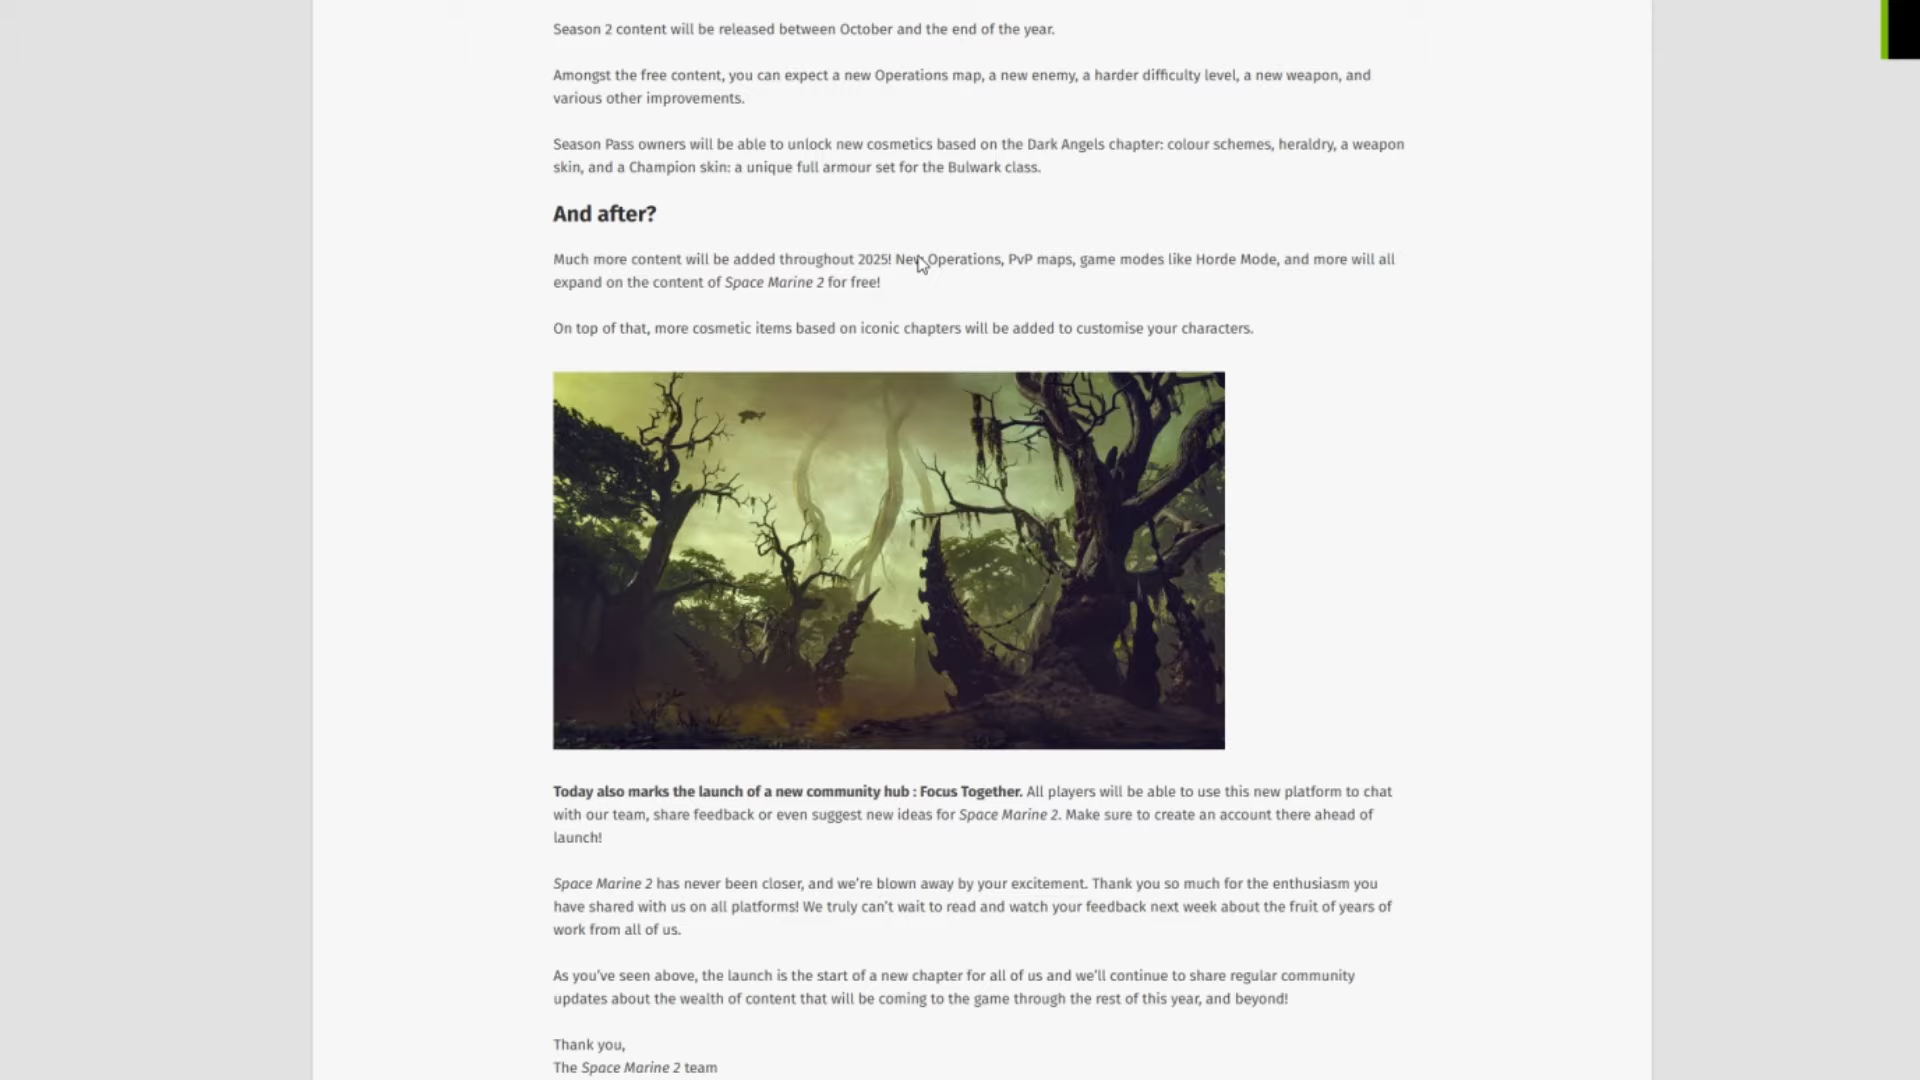 Season 2 content will be released between October and the end of the year.
Amongst the free content, you can expect a new Operations map, a new enemy, a harder difficulty level, a new weapon, and
various other improvements.
Season Pass owners will be able to unlock new cosmetics based on the Dark Angels chapter: colour schemes, heraldry, a weapon
skin, and a Champion skin: a unique full armour set for the Bulwark class.
And after?
Much more content will be added throughout 2025! New Operations, PvP maps, game modes like Horde Mode, and more will all
expand on the content of Space Marine 2 for free!
On top of that, more cosmetic items based on iconic chapters will be added to customise your characters.
Today also marks the launch of a new community hub : Focus Together. All players will be able to use this new platform to chat
with our team, share feedback or even suggest new ideas for Space Marine 2. Make sure to create an account there ahead of
launch!
Space Marine 2 has never been closer, and we’re blown away by your excitement. Thank you so much for the enthusiasm you
have shared with us on all platforms! We truly can’t wait to read and watch your feedback next week about the fruit of years of
work from all of us.
As you’ve seen above, the launch is the start of a new chapter for all of us and we’ll continue to share regular community
updates about the wealth of content that will be coming to the game through the rest of this year, and beyond!
Thank you,
The Space Marine 2 team